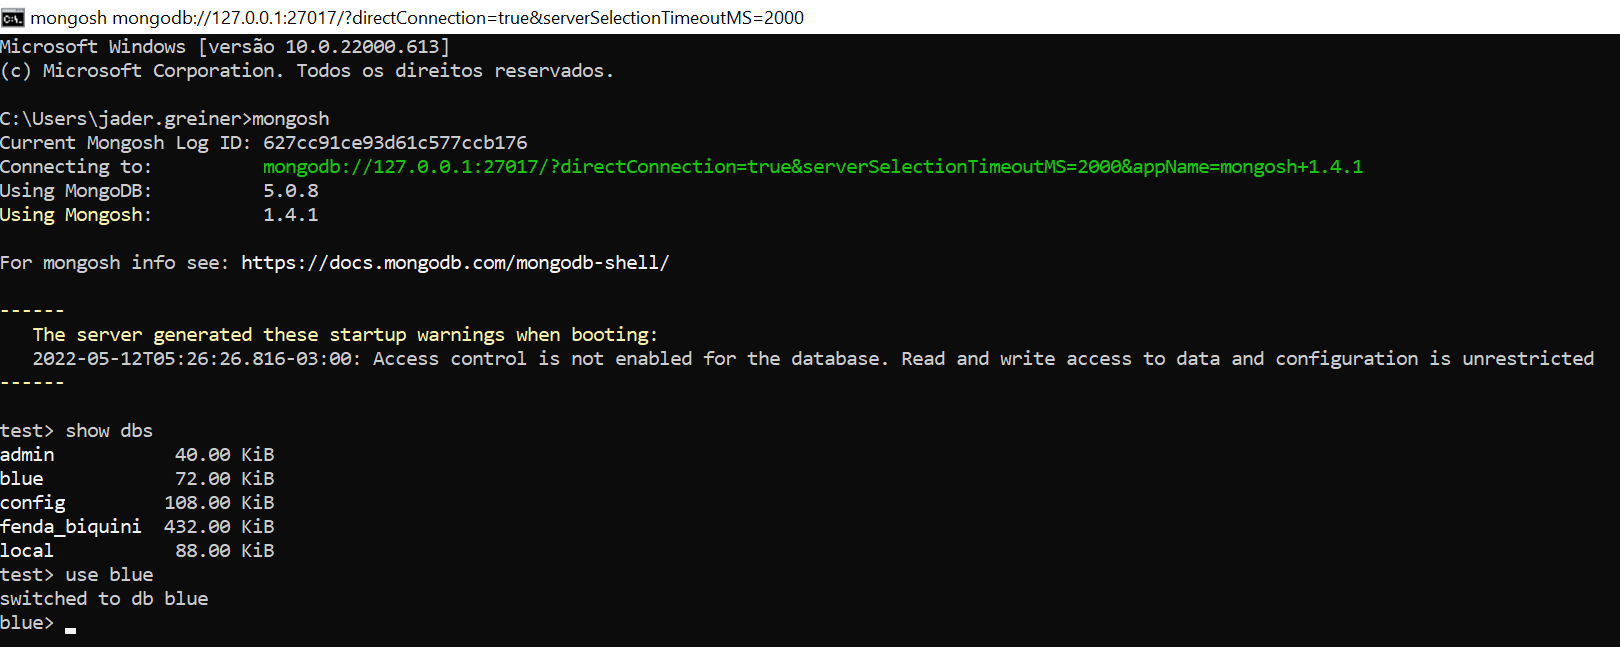 mongosh mongodb://127.0.0.1:27017/?directConnection=true&serverSelectionTimeoutMS=2000
Microsoft Windows [versão 10.0.22000.613]
(c) Microsoft Corporation. Todos os direitos reservados.
C:\Users\jader.greiner>mongosh
Current Mongosh Log ID: 627cc91ce93d61c577ccb176
Connecting to: mongodb://127.0.0.1:27017/?directConnection=true&serverSelectionTimeoutMS=2000&appName=mongosh+1.4.1
Using MongoDB: 5.0.8
Using Mongosh: 1.4.1
For mongosh info see: https://docs.mongodb.com/mongodb-shell/
------
The server generated these startup warnings when booting:
2022-05-12T05:26:26.816-03:00: Access control is not enabled for the database. Read and write access to data and configuration is unrestricted
------
test> show dbs
admin 40.00 KiB
blue 72.00 KiB
config 108.00 KiB
fenda_biquini 432.00 KiB
local 88.00 KiB
test> use blue
switched to db blue
blue>